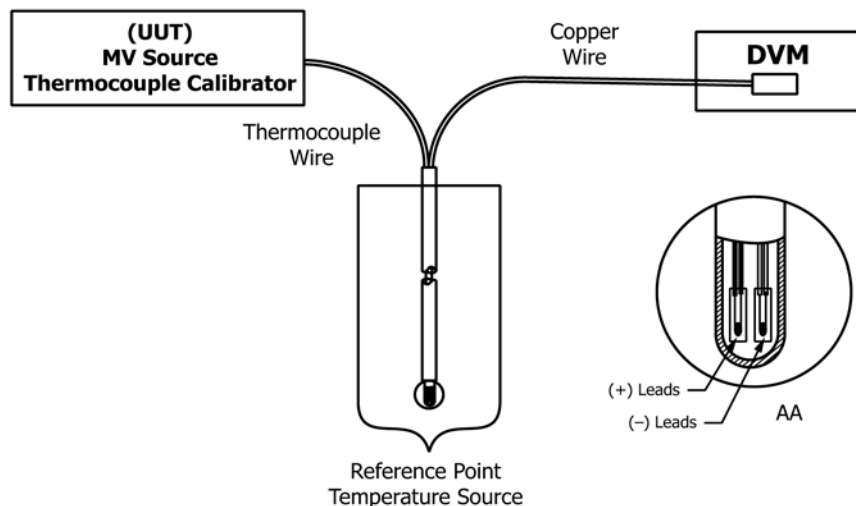 (UUT)
MV Source
Thermocouple Calibrator
Copper
Wire
DVM
Thermocouple
Wire
(+) Leads
(−) Leads
AA
Reference Point
Temperature Source